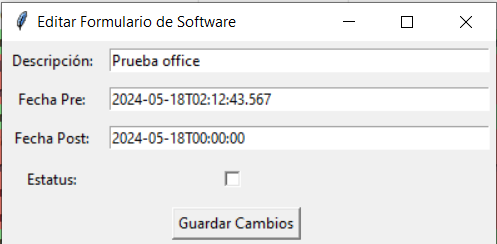 Editar Formulario de Software
Descripción: Prueba office
Fecha Pre: 2024-05-18T02:12:43.567
Fecha Post: 2024-05-18T00:00:00
Estatus:
Guardar Cambios